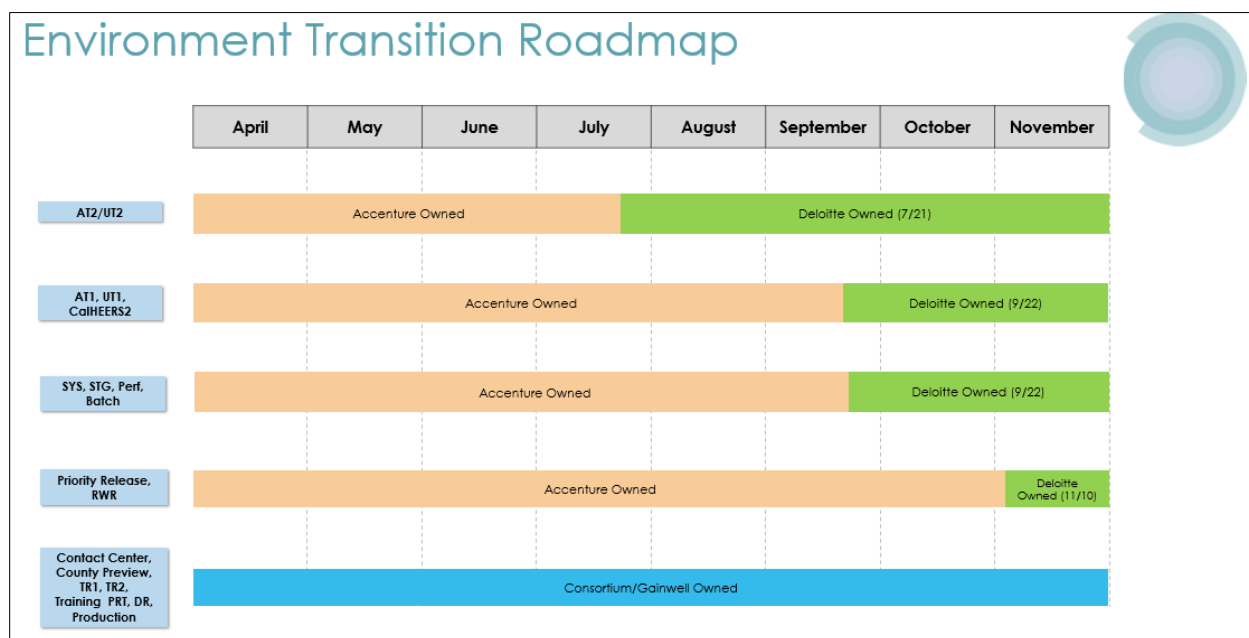 Environment Transition Roadmap
April May June July August September October November
AT2/UT2
Accenture Owned
Deloitte Owned (7/21)
AT1, UT1,
CalHEERS2
Accenture Owned
Deloitte Owned (9/22)
SYS, STG, Perf,
Batch
Accenture Owned
Deloitte Owned (9/22)
Priority Release,
RWR
Accenture Owned
Deloitte
Owned (11/10)
Contact Center,
County Preview,
TR1, TR2,
Training PRT, DR,
Production
Consortium/Gainwell Owned